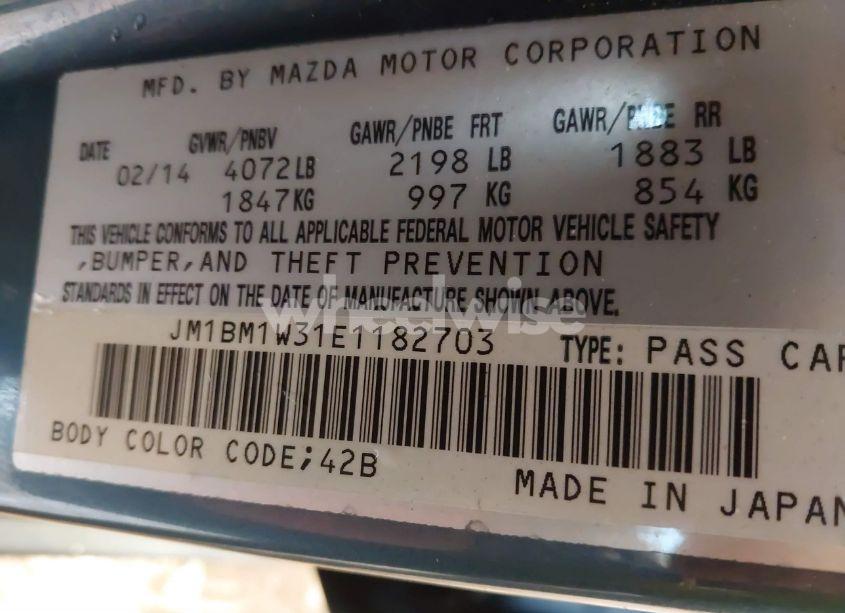 MFD. BY MAZDA MOTOR CORPORATION
DATE GVWR/PNBV GAWR/PNBE FRT GAWR/PNBE RR
02/14 4072LB 2198 LB 1883 LB
1847KG 997 KG 854 KG
THIS VEHICLE CONFORMS TO ALL APPLICABLE FEDERAL MOTOR VEHICLE SAFETY
,BUMPER,AND THEFT PREVENTION
STANDARDS IN EFFECT ON THE DATE OF MANUFACTURE SHOWN ABOVE.
wheelwise
JM1BM1W31E1182703 TYPE: PASS CAR
BODY COLOR CODE;42B
MADE IN JAPAN